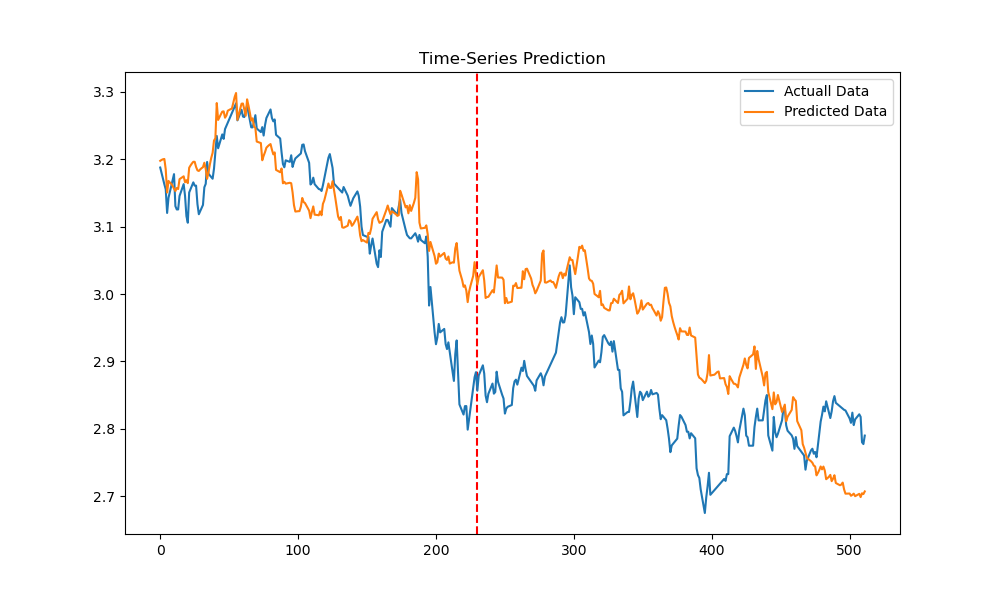 Time-Series Prediction
Actuall Data
Predicted Data
3.3
3.2
3.1
3.0
2.9
2.8
2.7
0 100 200 300 400 500